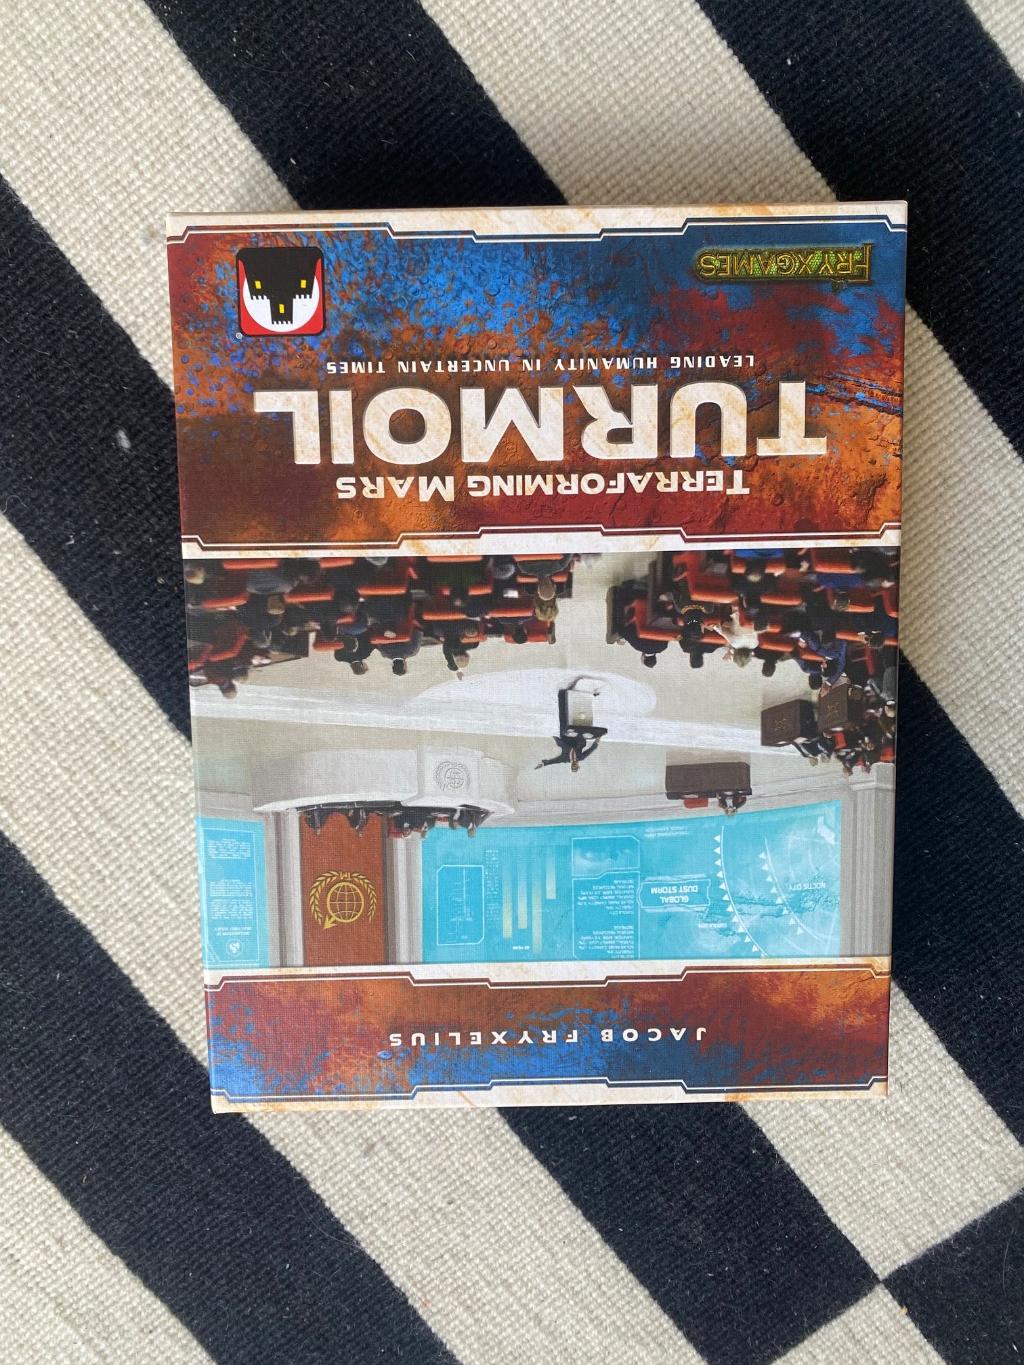 JACOB FRYXELIUS
NOCTIS CITY
GLOBAL
DUST STORM
TERRAFORMING MARS
TURMOIL
LEADING HUMANITY IN UNCERTAIN TIMES
FRYXGAMES